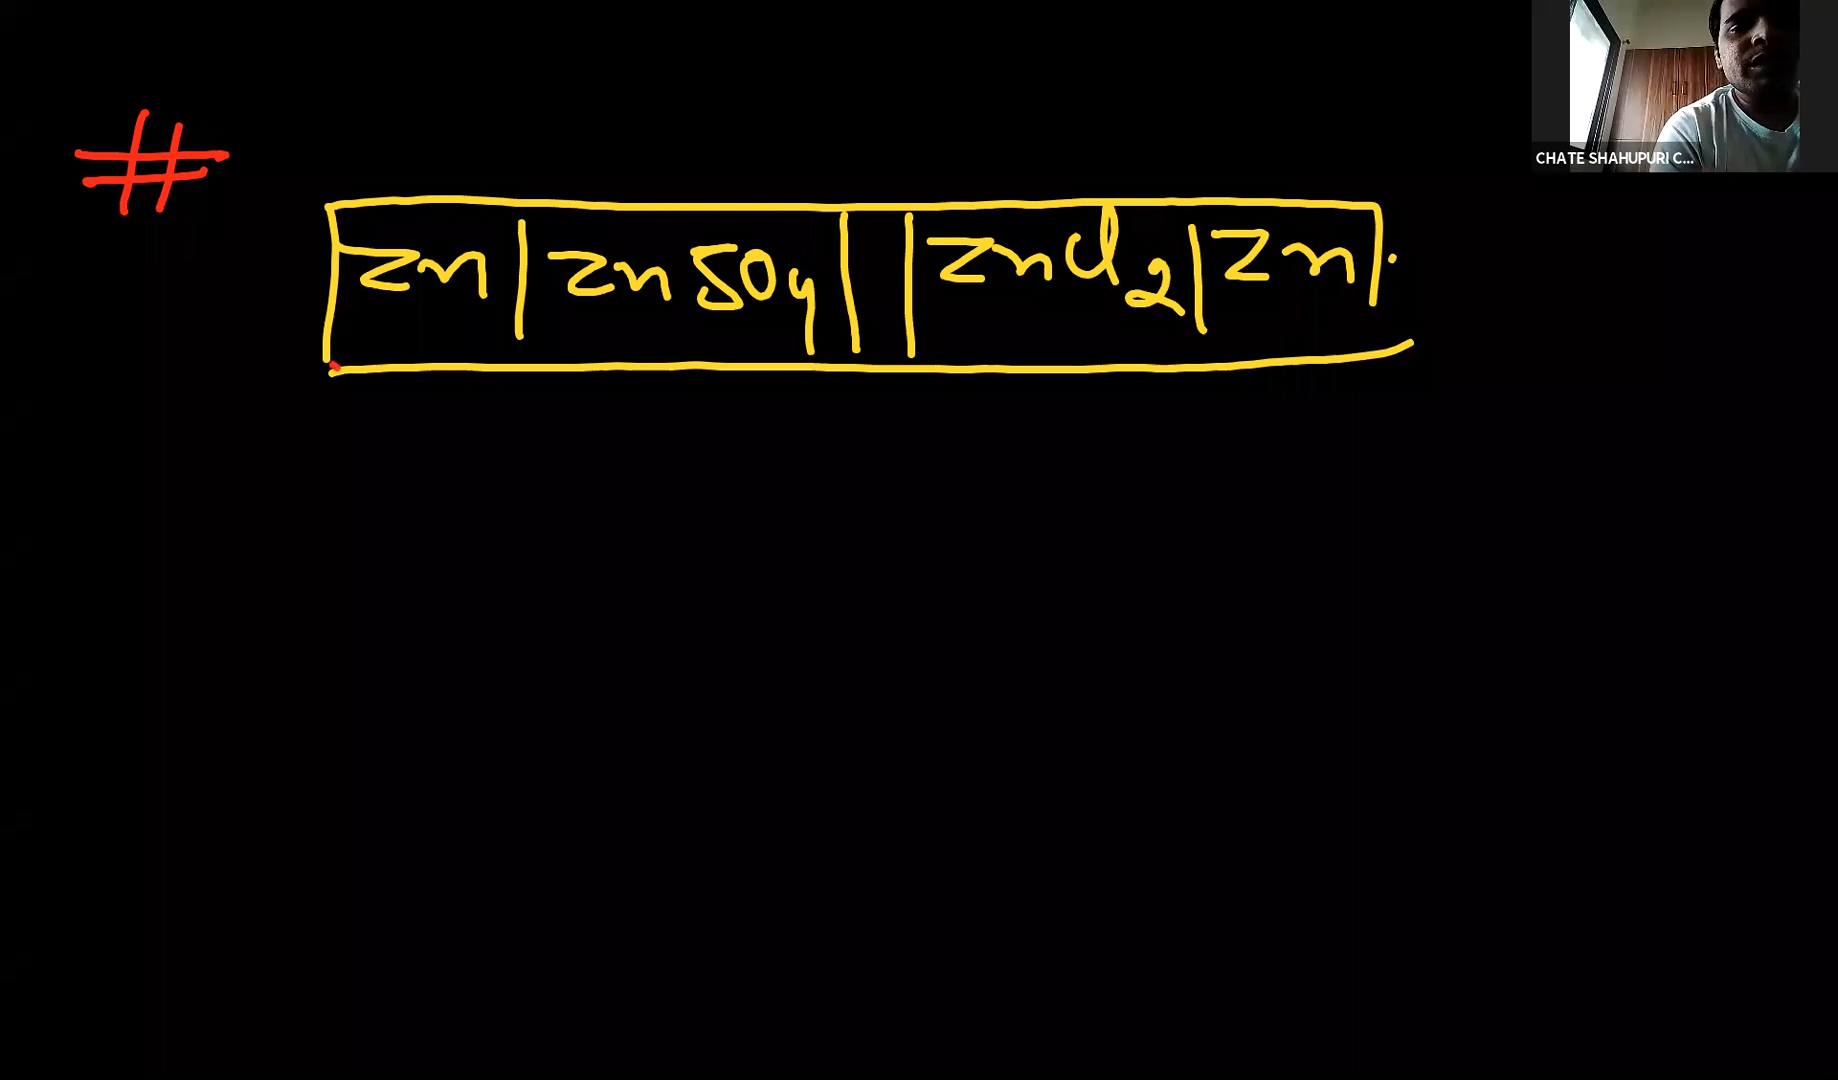 CHATE SHAHUPURI C...
#
Zn | ZnSO4 || ZnCl2 | Zn |.